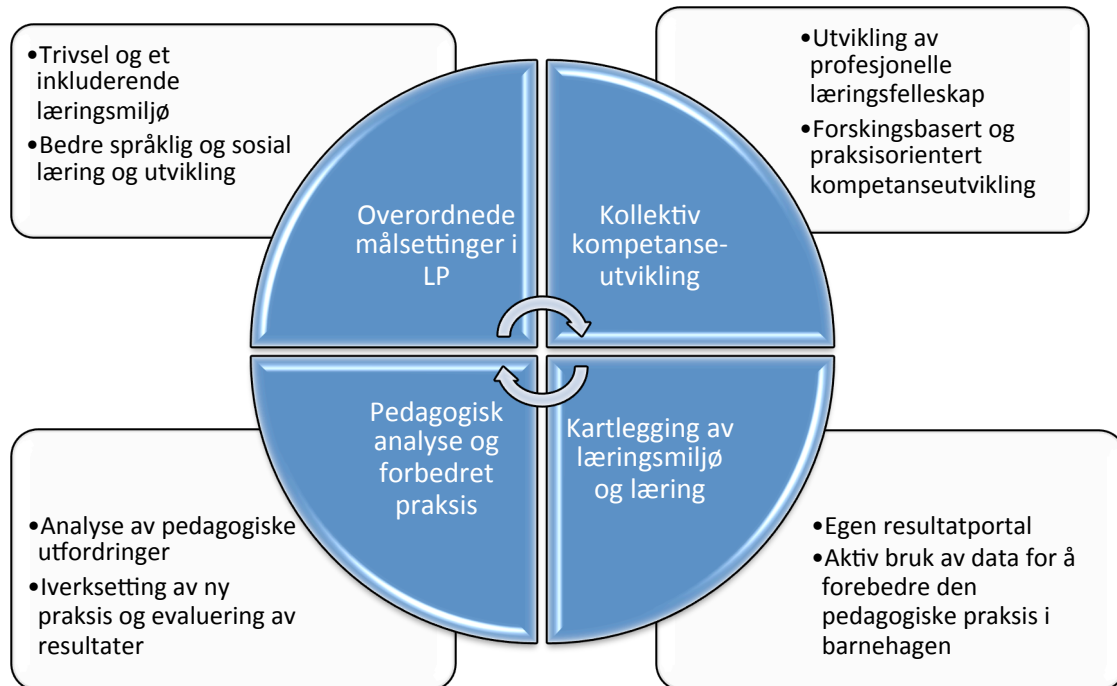 •Trivsel og et
inkluderende
læringsmiljø
•Bedre språklig og sosial
læring og utvikling
•Utvikling av
profesjonelle
læringsfelleskap
•Forskingsbasert og
praksisorientert
kompetanseutvikling
Overordnede
målsettinger i
LP
Kollektiv
kompetanse-
utvikling
Pedagogisk
analyse og
forbedret
praksis
Kartlegging av
læringsmiljø
og læring
•Analyse av pedagogiske
utfordringer
•Iverksetting av ny
praksis og evaluering av
resultater
•Egen resultatportal
•Aktiv bruk av data for å
forebedre den
pedagogiske praksis i
barnehagen